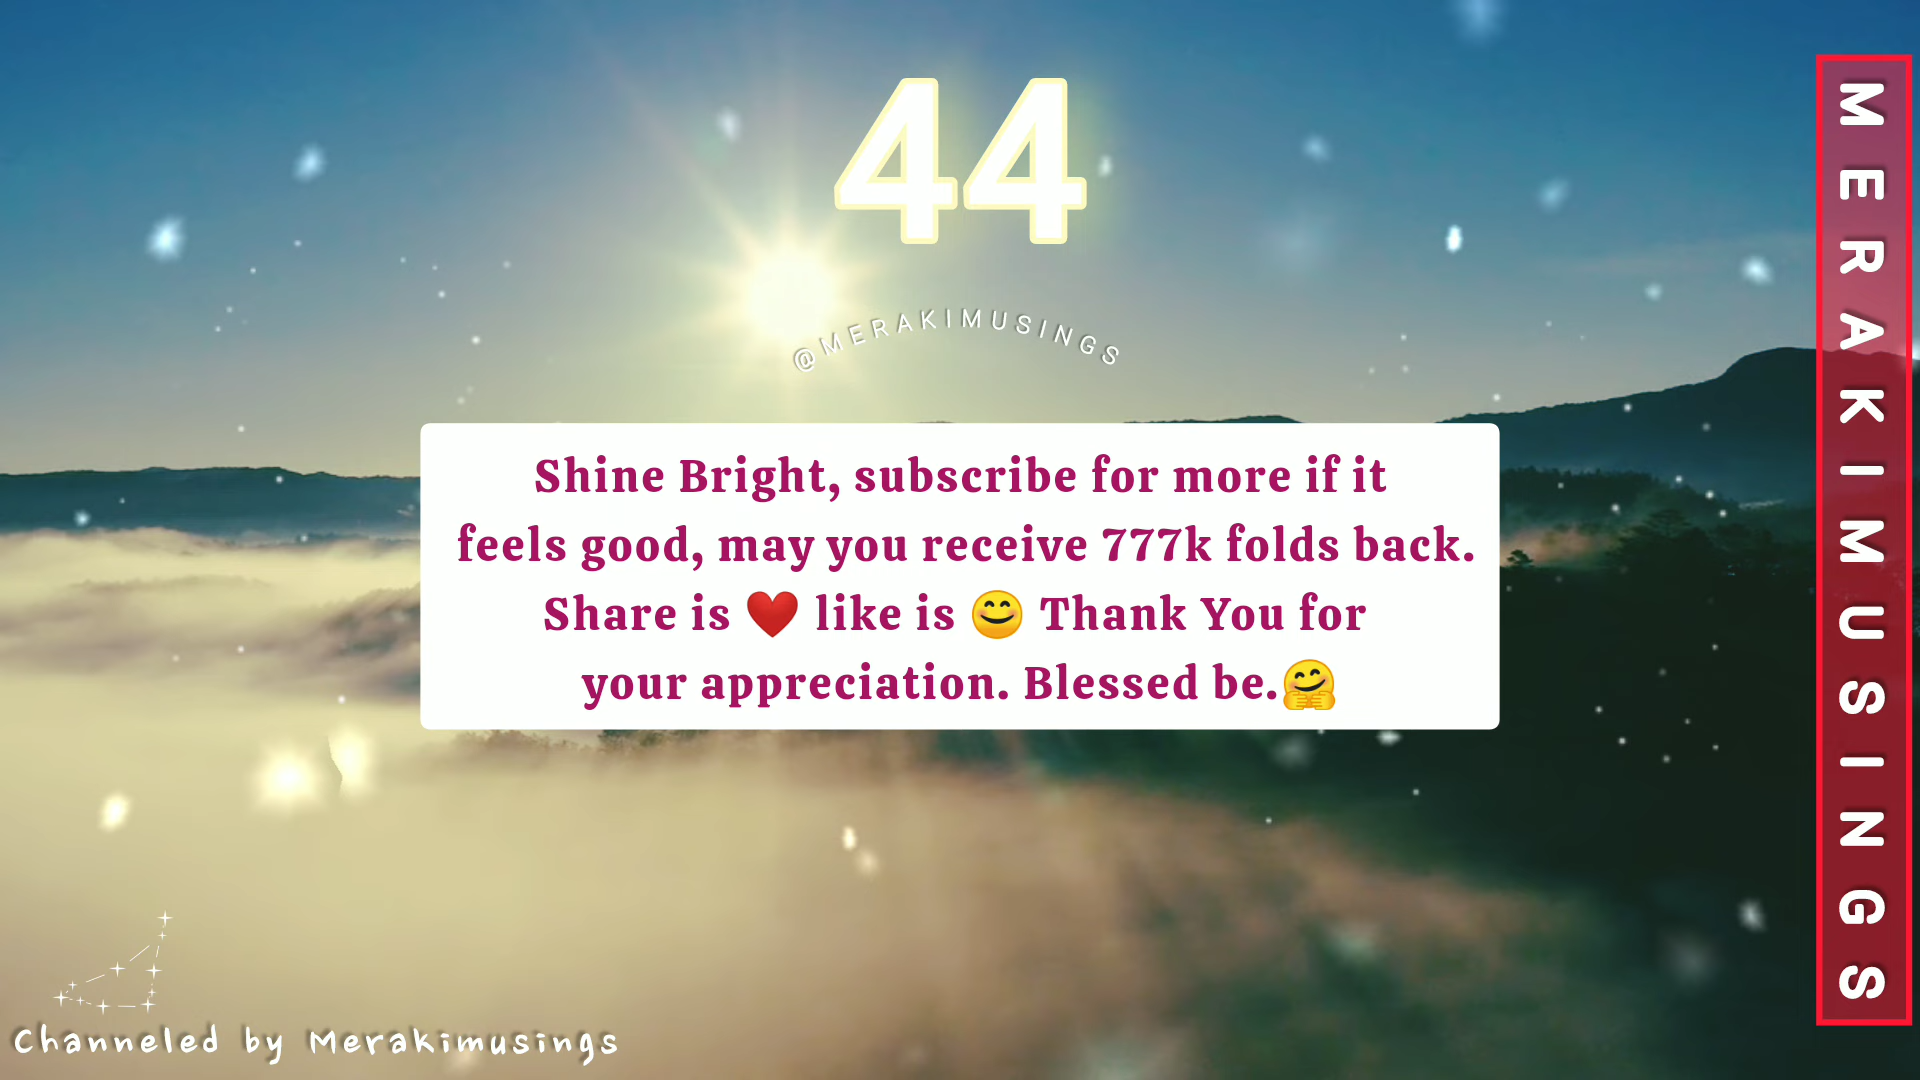 44
@MERAKIMUSINGS
Shine Bright, subscribe for more if it
feels good, may you receive 777k folds back.
Share is ❤️ like is 😊 Thank You for
your appreciation. Blessed be.🤗
MERAKIMUSINGS
Channeled by Merakimusings